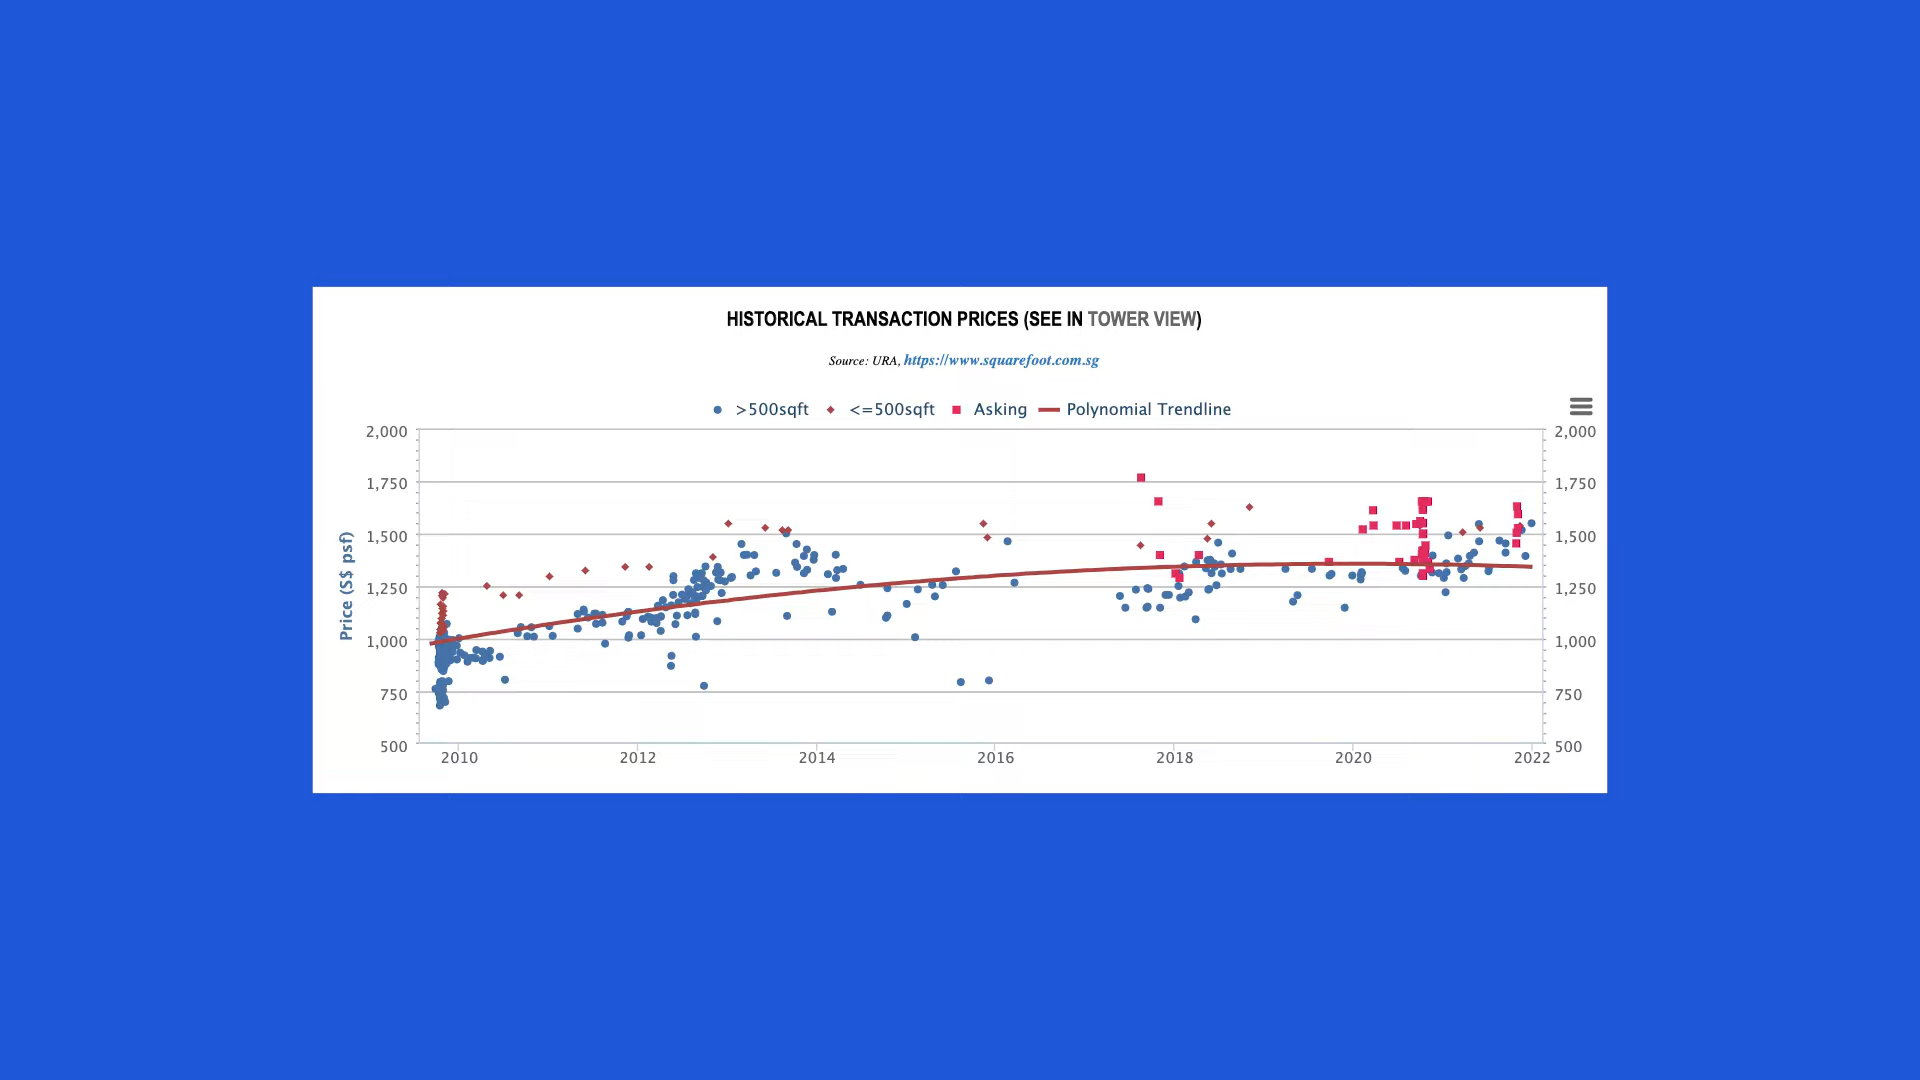 HISTORICAL TRANSACTION PRICES (SEE IN TOWER VIEW)
Source: URA, https://www.squarefoot.com.sg
>500sqft <=500sqft Asking Polynomial Trendline
Price (S$ psf)
2,000 2,000
1,750 1,750
1,500 1,500
1,250 1,250
1,000 1,000
750 750
500 500
2010 2012 2014 2016 2018 2020 2022